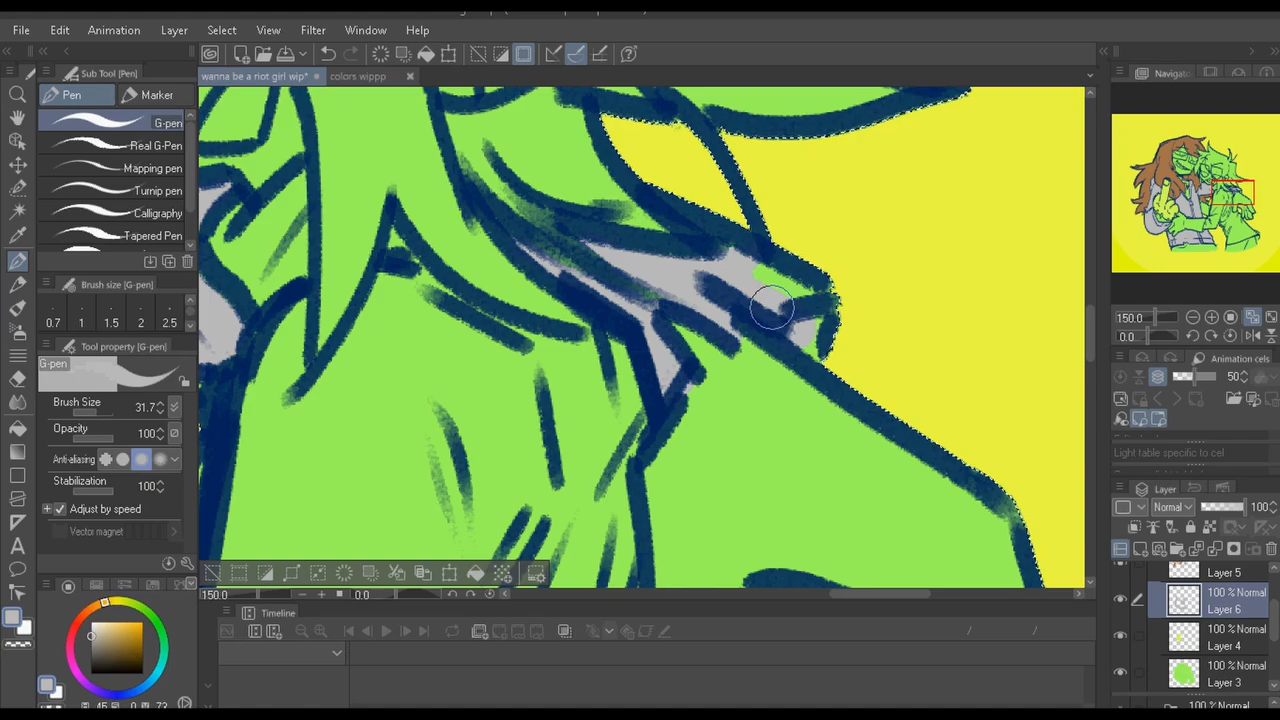 File Edit Animation Layer Select View Filter Window Help
Sub Tool [Pen]
wanna be a riot girl wip*
colors wippp
Navigato
Pen
Marker
G-pen
Real G-Pen
Mapping pen
Turnip pen
Calligraphy
Tapered Pen
Brush size [G-pen]
0.7 1 1.5 2 2.5
Tool property [G-pen]
G-pen
Brush Size 31.7
Opacity 100
Anti-aliasing
Stabilization 100
Adjust by speed
Vector magnet
150.0
0.0
Animation cels
50
Light table specific to cel
Layer
Normal 100
Layer 5
100 % Normal
Layer 6
100 % Normal
Layer 4
100 % Normal
Layer 3
100 % Normal
150.0 0.0
Timeline
/ /
45 0 73